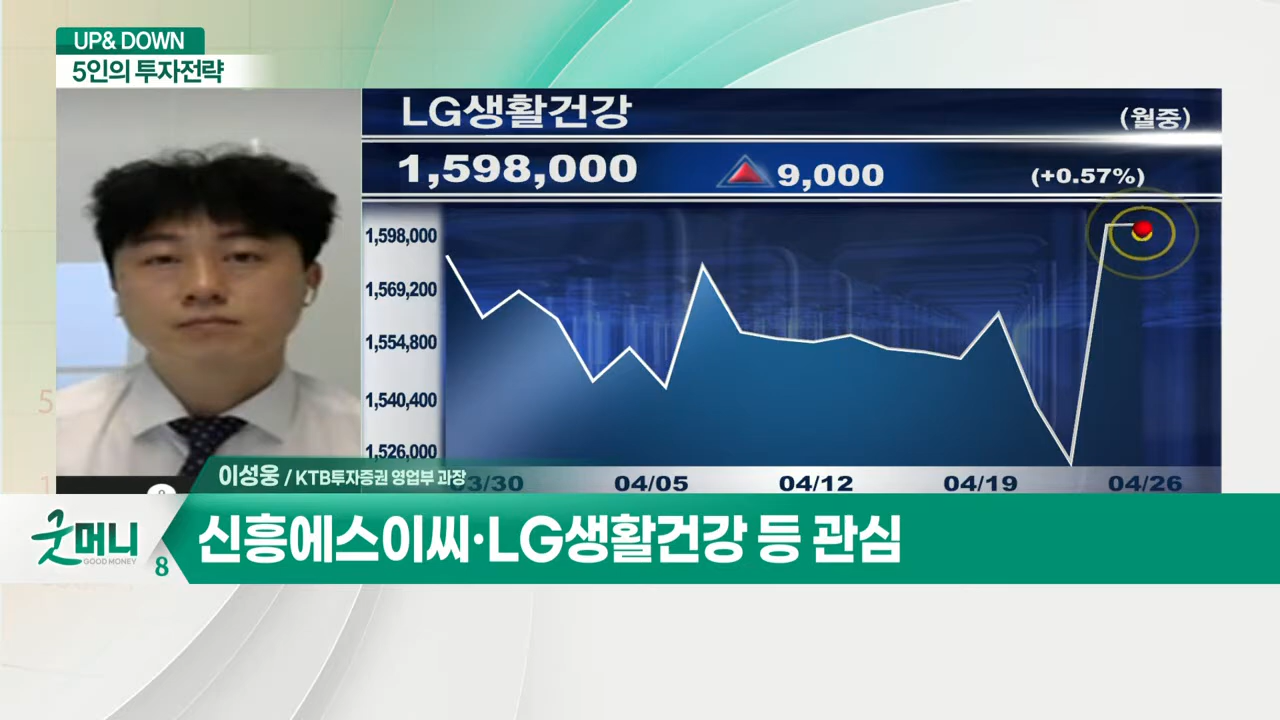 UP& DOWN
5인의 투자전략
LG생활건강
(월중)
1,598,000
9,000
(+0.57%)
1,598,000
1,569,200
1,554,800
1,540,400
1,526,000
03/30
04/05
04/12
04/19
04/26
5
1
이성웅 / KTB투자증권 영업부 과장
굿머니
GOOD MONEY
8
신흥에스이씨·LG생활건강 등 관심